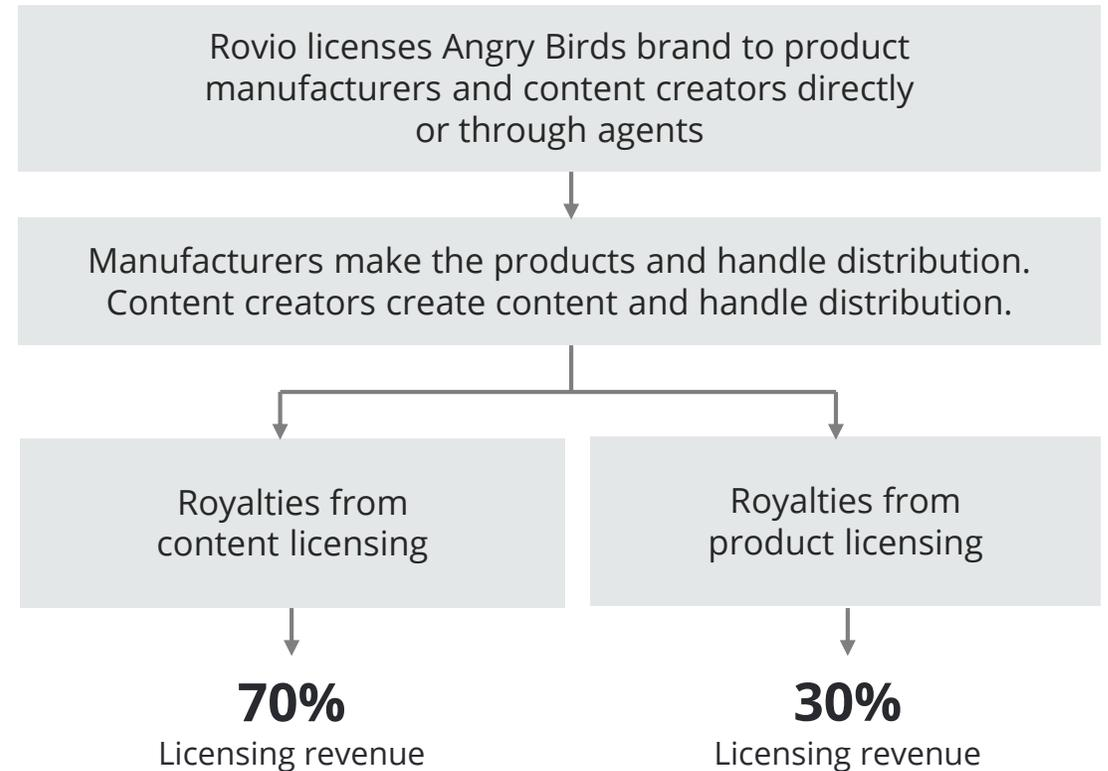 Rovio licenses Angry Birds brand to product
manufacturers and content creators directly
or through agents
Manufacturers make the products and handle distribution.
Content creators create content and handle distribution.
Royalties from
content licensing
Royalties from
product licensing
70%
Licensing revenue
30%
Licensing revenue